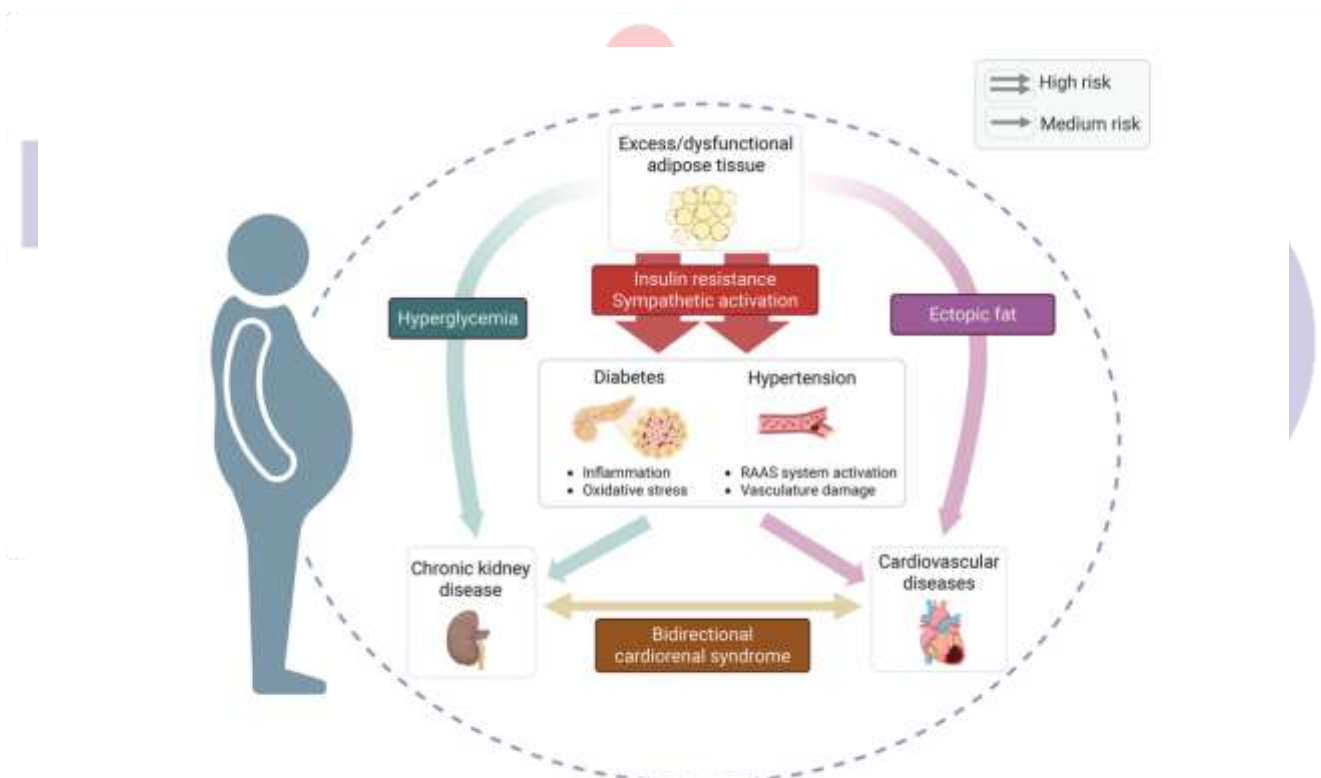 High risk
Medium risk
Excess/dysfunctional
adipose tissue
Insulin resistance
Sympathetic activation
Hyperglycemia
Ectopic fat
Diabetes
Hypertension
• Inflammation
• Oxidative stress
• RAAS system activation
• Vasculature damage
Chronic kidney
disease
Cardiovascular
diseases
Bidirectional
cardiorenal syndrome